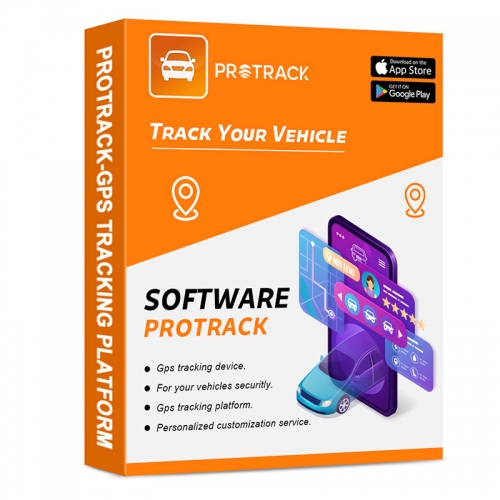 PROTRACK-GPS TRACKING PLATFORM
PROTRACK
Download on the
App Store
GET IT ON
Google Play
TRACK YOUR VEHICLE
SOFTWARE
PROTRACK
• Gps tracking device.
• For your vehicles securitly.
• Gps tracking platform.
• Personalized customization service.